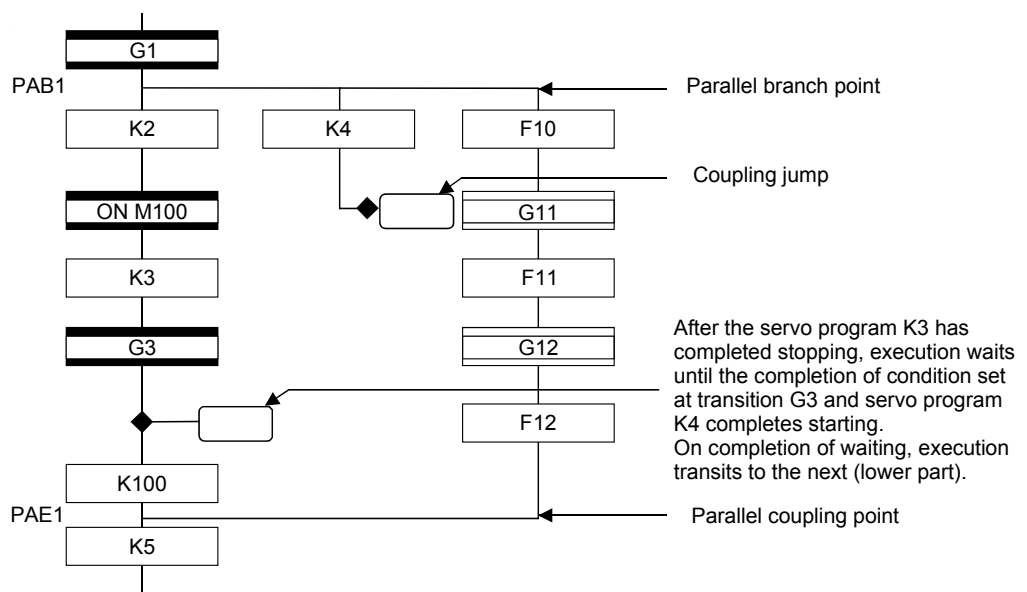 G1
PAB1
Parallel branch point
K2
K4
F10
Coupling jump
ON M100
G11
K3
F11
G3
G12
After the servo program K3 has
completed stopping, execution waits
until the completion of condition set
at transition G3 and servo program
K4 completes starting.
On completion of waiting, execution
transits to the next (lower part).
F12
K100
PAE1
Parallel coupling point
K5